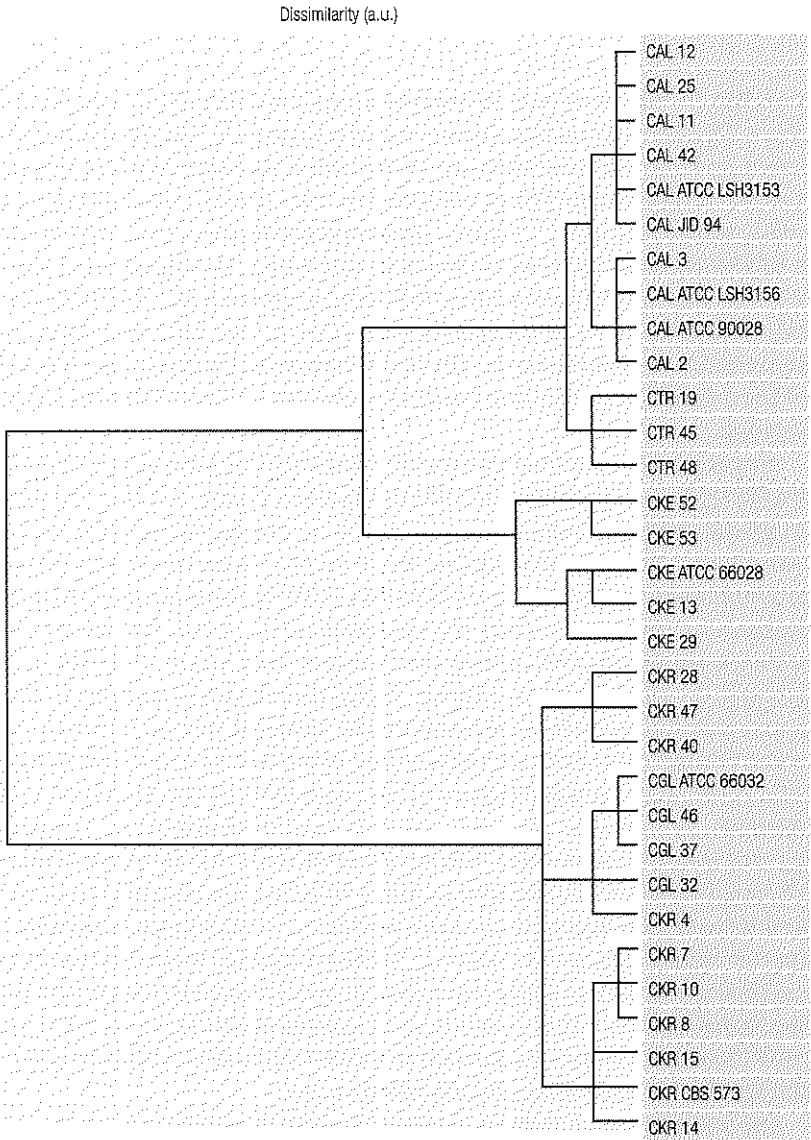 Dissimilarity (a.u.)
CAL 12
CAL 25
CAL 11
CAL 42
CAL ATCC LSH3153
CAL JID 94
CAL 3
CAL ATCC LSH3156
CAL ATCC 90028
CAL 2
CTR 19
CTR 45
CTR 48
CKE 52
CKE 53
CKE ATCC 66028
CKE 13
CKE 29
CKR 28
CKR 47
CKR 40
CGL ATCC 66032
CGL 46
CGL 37
CGL 32
CKR 4
CKR 7
CKR 10
CKR 8
CKR 15
CKR CBS 573
CKR 14